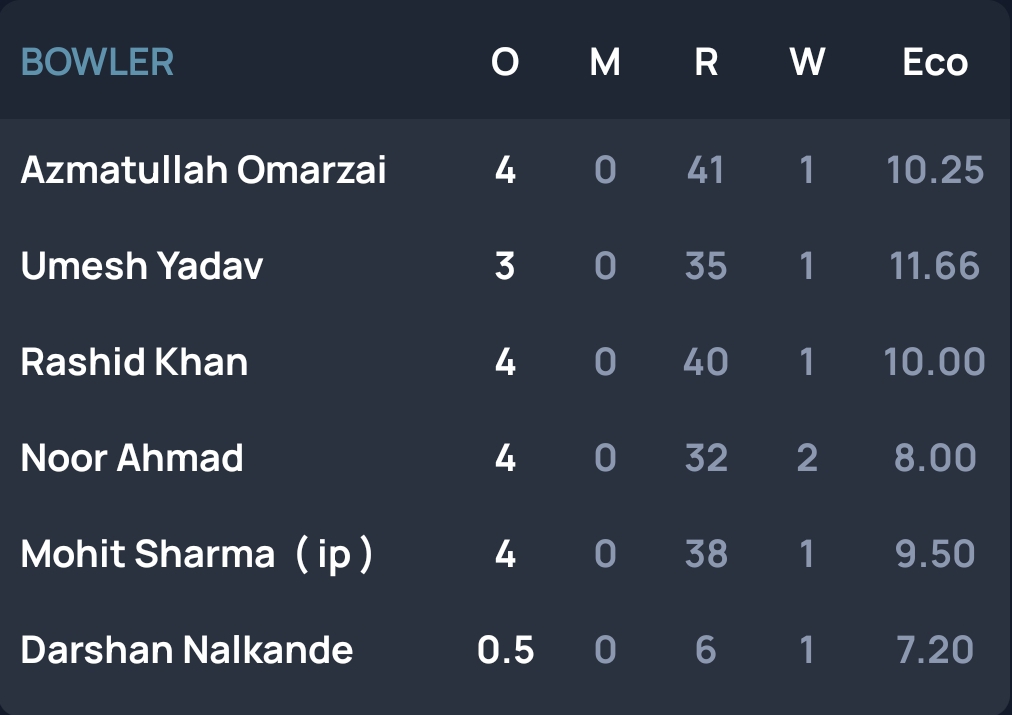 BOWLER O M R W Eco
Azmatullah Omarzai 4 0 41 1 10.25
Umesh Yadav 3 0 35 1 11.66
Rashid Khan 4 0 40 1 10.00
Noor Ahmad 4 0 32 2 8.00
Mohit Sharma ( ip ) 4 0 38 1 9.50
Darshan Nalkande 0.5 0 6 1 7.20